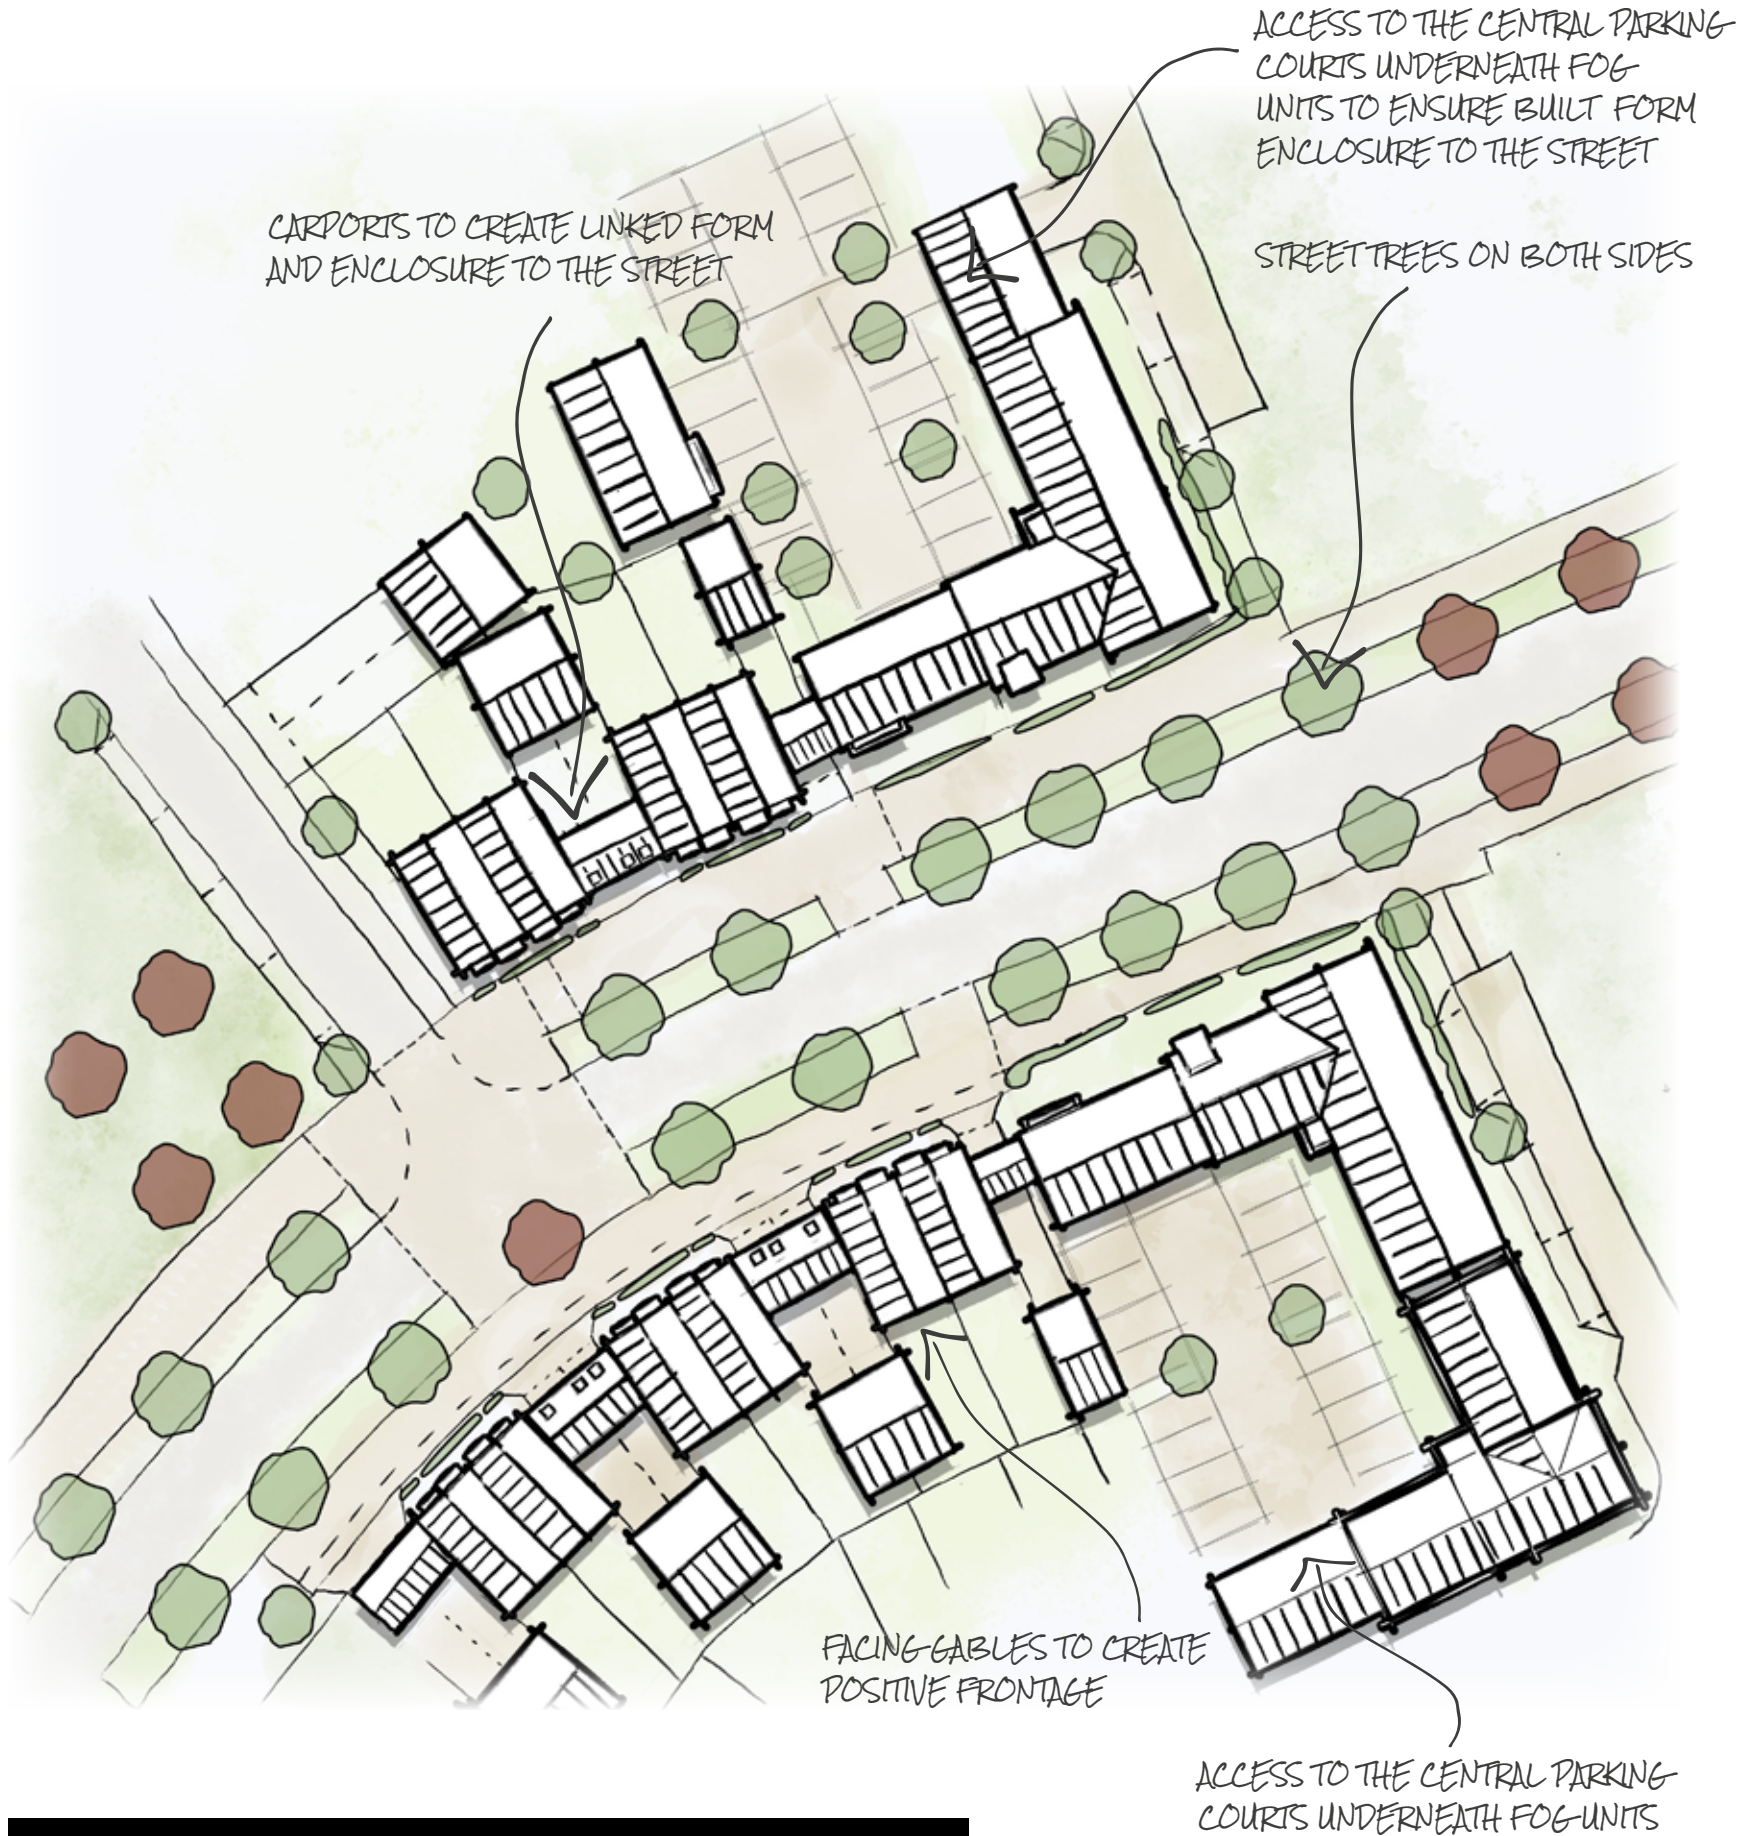 ACCESS TO THE CENTRAL PARKING
COURTS UNDERNEATH FOG
UNITS TO ENSURE BUILT FORM
ENCLOSURE TO THE STREET
CARPORTS TO CREATE LINKED FORM
AND ENCLOSURE TO THE STREET
STREET TREES ON BOTH SIDES
FACING GABLES TO CREATE
POSITIVE FRONTAGE
ACCESS TO THE CENTRAL PARKING
COURTS UNDERNEATH FOG UNITS